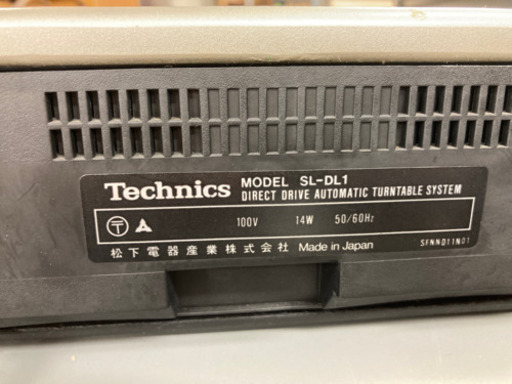 Technics MODEL SL-DL1
DIRECT DRIVE AUTOMATIC TURNTABLE SYSTEM
〒 100V 14W 50/60Hz
松下電器産業株式会社 Made in Japan SFNND11N01